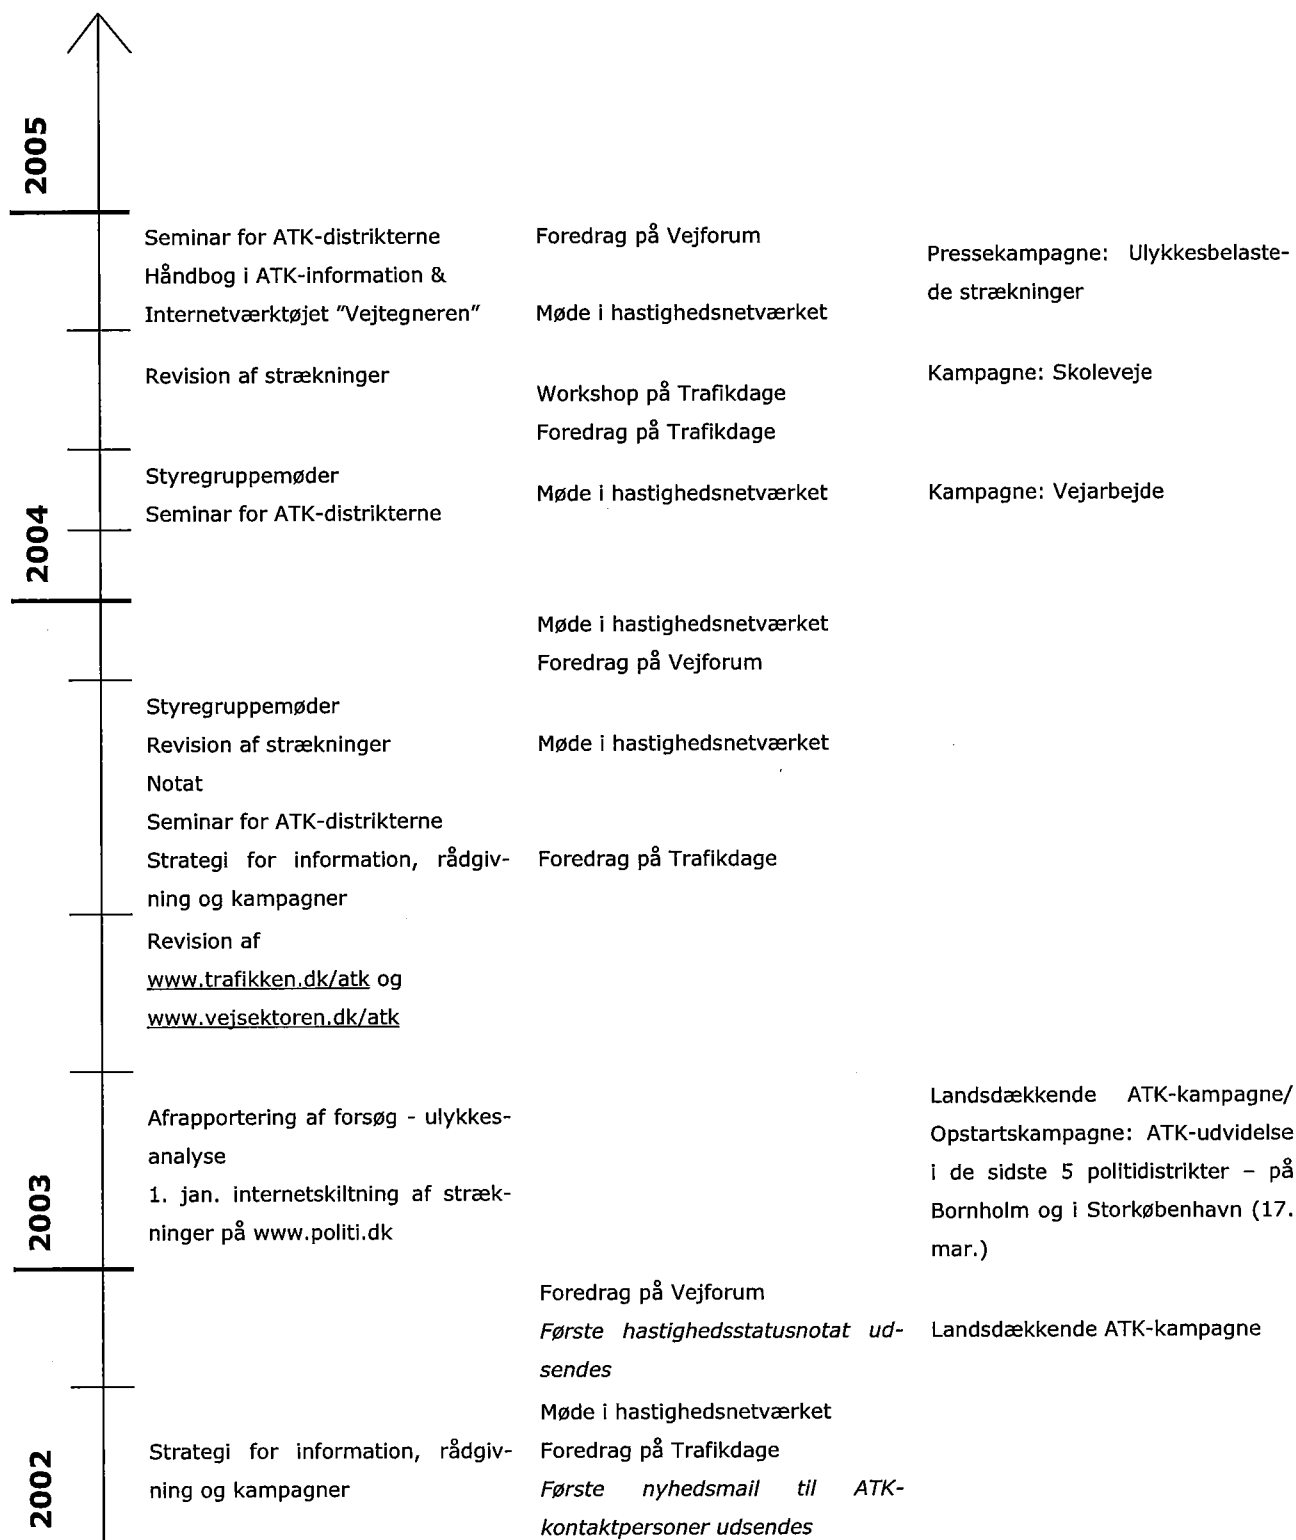 2005
Seminar for ATK-distrikterne
Håndbog i ATK-information &
Internetværktøjet "Vejtegneren"
Foredrag på Vejforum
Møde i hastighedsnetværket
Pressekampagne: Ulykkesbelaste-
de strækninger
Revision af strækninger
Workshop på Trafikdage
Foredrag på Trafikdage
Kampagne: Skoleveje
2004
Styregruppemøder
Seminar for ATK-distrikterne
Møde i hastighedsnetværket
Kampagne: Vejarbejde
Møde i hastighedsnetværket
Foredrag på Vejforum
Styregruppemøder
Revision af strækninger
Notat
Seminar for ATK-distrikterne
Strategi for information, rådgiv-
ning og kampagner
Møde i hastighedsnetværket
Foredrag på Trafikdage
Revision af
www.trafikken.dk/atk og
www.vejsektoren.dk/atk
2003
Afrapportering af forsøg - ulykkes-
analyse
1. jan. internetskiltning af stræk-
ninger på www.politi.dk
Landsdækkende ATK-kampagne/
Opstartskampagne: ATK-udvidelse
i de sidste 5 politidistrikter – på
Bornholm og i Storkøbenhavn (17.
mar.)
Foredrag på Vejforum
Første hastighedsstatusnotat ud-
sendes
Landsdækkende ATK-kampagne
2002
Strategi for information, rådgiv-
ning og kampagner
Møde i hastighedsnetværket
Foredrag på Trafikdage
Første nyhedsmail til ATK-
kontaktpersoner udsendes